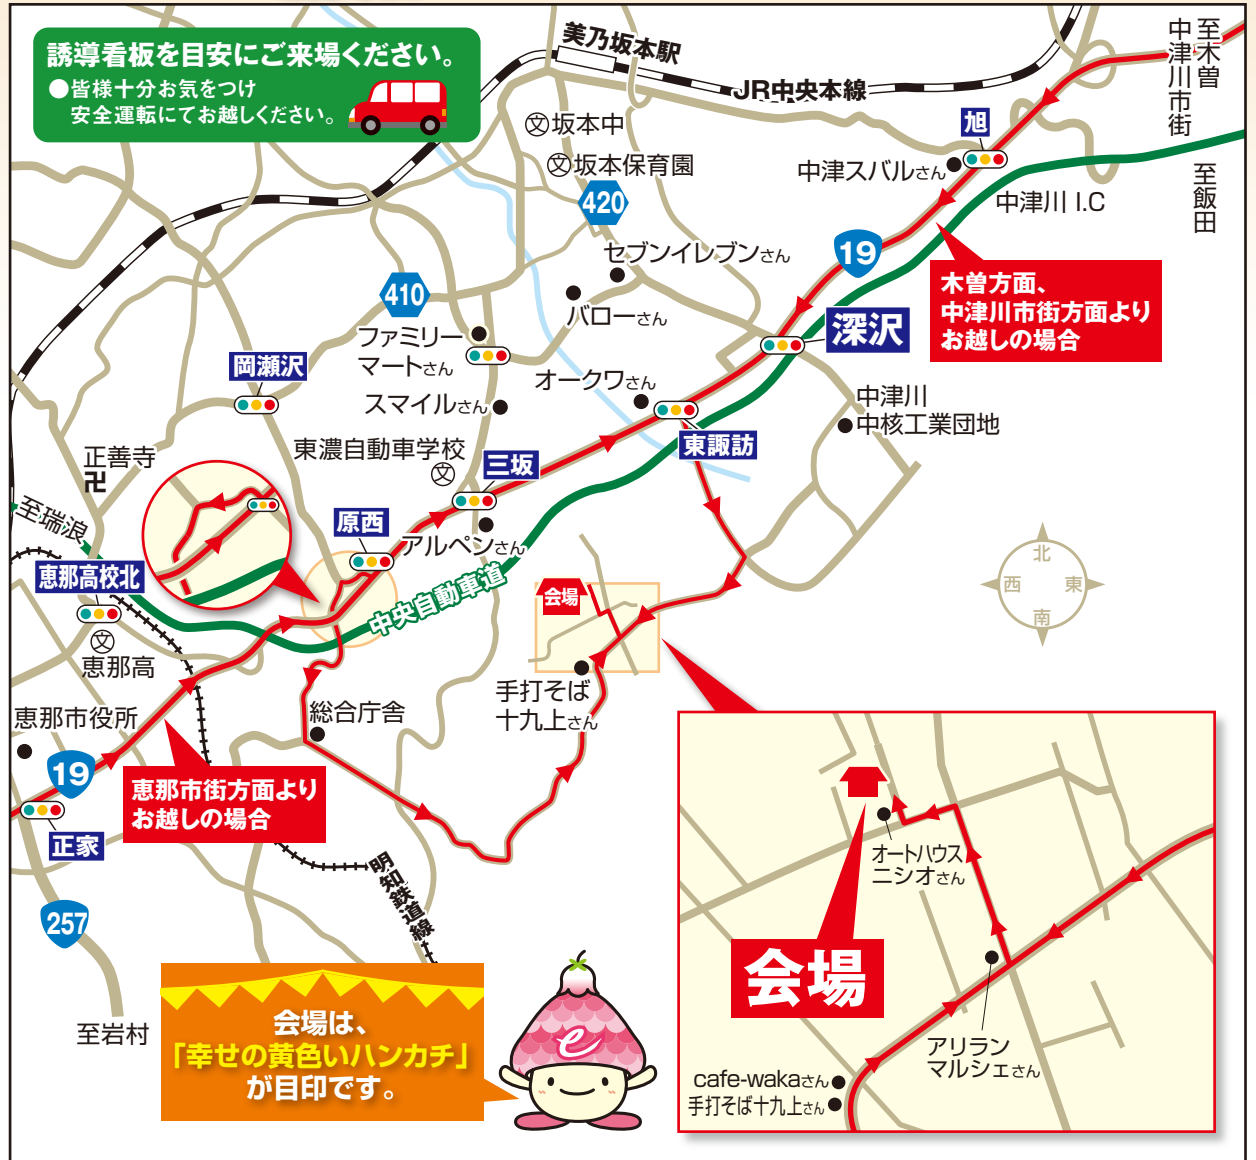 誘導看板を目安にご来場ください。
●皆様十分お気をつけ
安全運転にてお越しください。
美乃坂本駅
JR中央本線
至木曽
中津川市街
至飯田
旭
中津スバルさん
中津川 I.C
文坂本中
文坂本保育園
420
セブンイレブンさん
バローさん
19
木曽方面、
中津川市街方面より
お越しの場合
410
ファミリー
マートさん
深沢
岡瀬沢
スマイルさん
オークワさん
中津川
中核工業団地
東濃自動車学校
文
三坂
東諏訪
正善寺
卍
至瑞浪
原西
アルペンさん
恵那高校北
文
恵那高
中央自動車道
会場
北
西
東
南
手打そば
十九上さん
恵那市役所
総合庁舎
19
恵那市街方面より
お越しの場合
正家
257
至岩村
明知鉄道線
会場は、
「幸せの黄色いハンカチ」
が目印です。
e
オートハウス
ニシオさん
会場
アリラン
マルシェさん
cafe-wakaさん
手打そば十九上さん